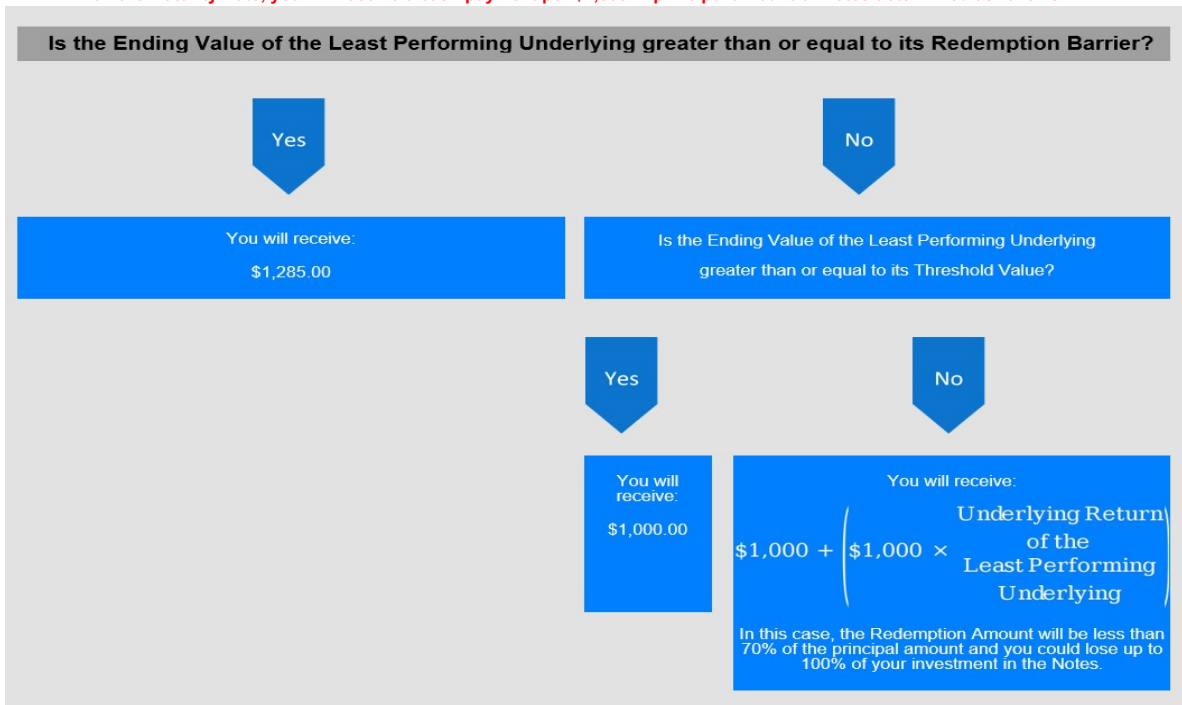 Is the Ending Value of the Least Performing Underlying greater than or equal to its Redemption Barrier?
Yes
No
You will receive:
$1,285.00
Is the Ending Value of the Least Performing Underlying
greater than or equal to its Threshold Value?
Yes
No
You will
receive:
$1,000.00
You will receive:
$1,000 + ($1,000 × Underlying Return
of the
Least Performing
Underlying)
In this case, the Redemption Amount will be less than
70% of the principal amount and you could lose up to
100% of your investment in the Notes.